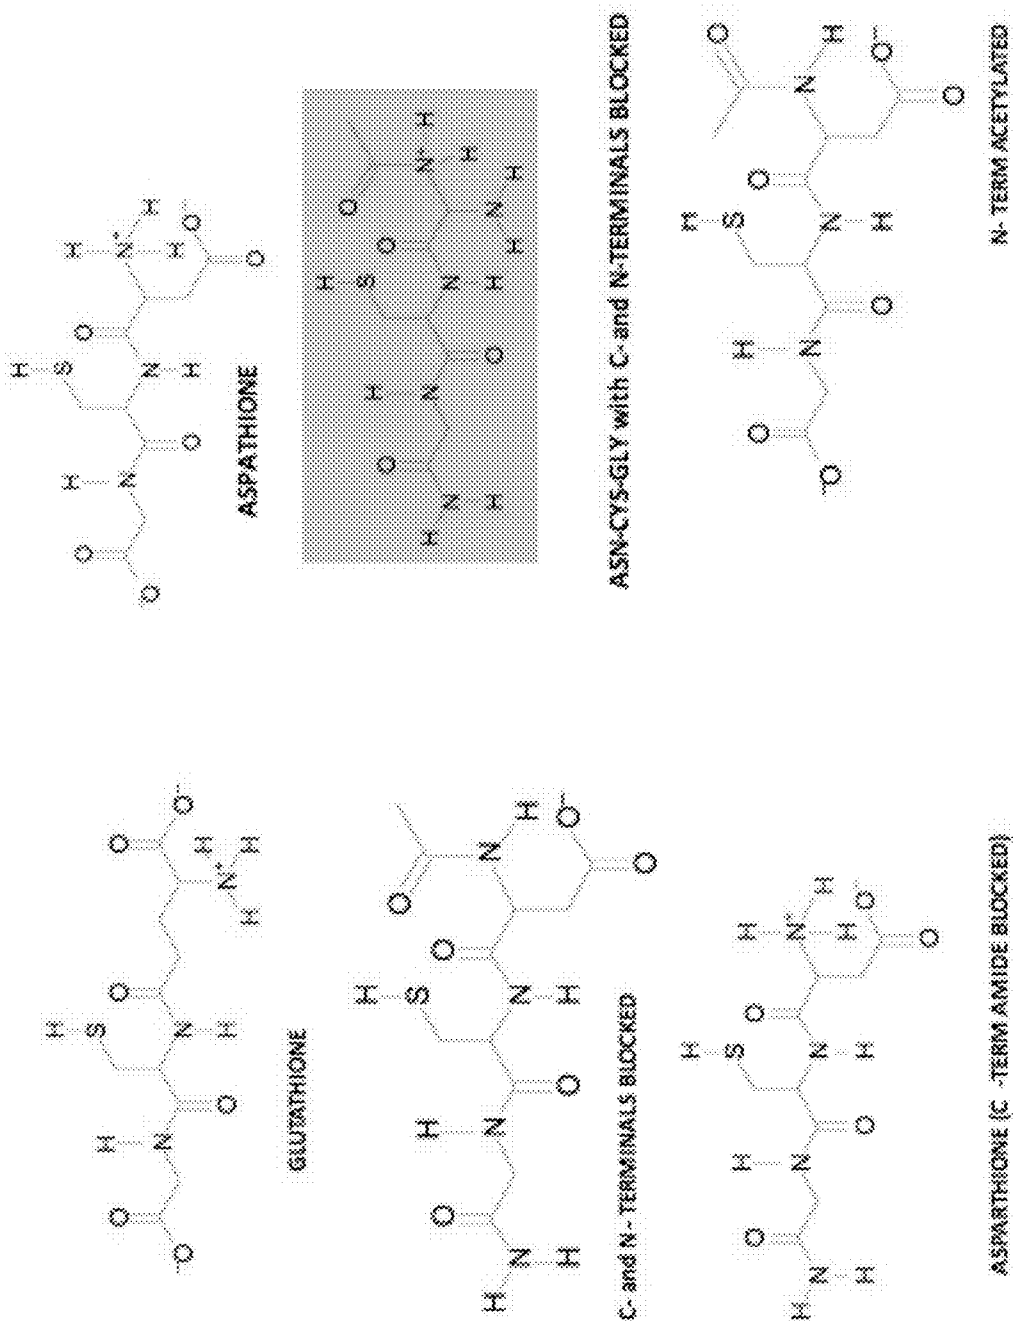 GLUTATHIONE
ASPATHIONE
C- and N- TERMINALS BLOCKED
ASN-CYS-GLY with C- and N-TERMINALS BLOCKED
ASPARTHIONE (C -TERM AMIDE BLOCKED)
N- TERM ACETYLATED